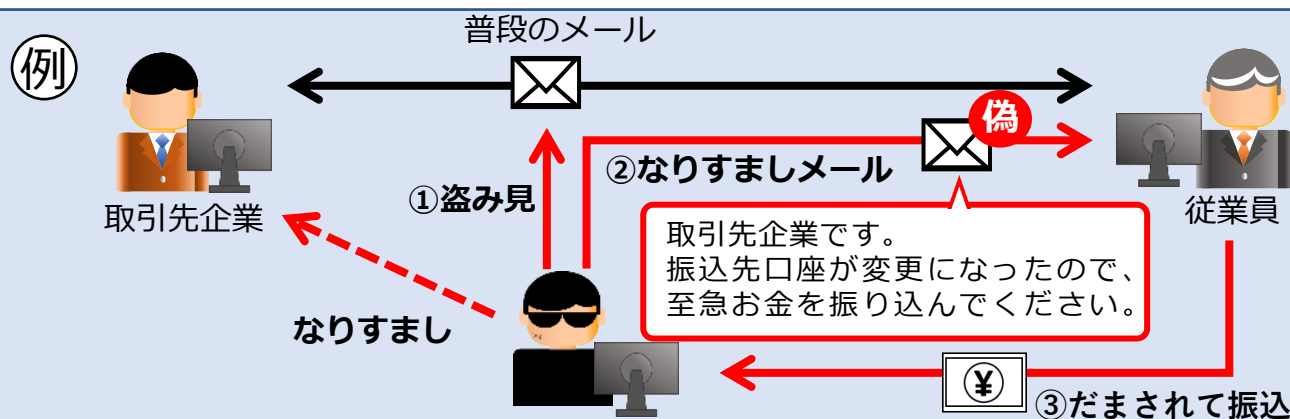 例
普段のメール
偽
②なりすましメール
①盗み見
取引先企業
従業員
取引先企業です。
振込先口座が変更になったので、
至急お金を振り込んでください。
なりすまし
¥
③だまされて振込